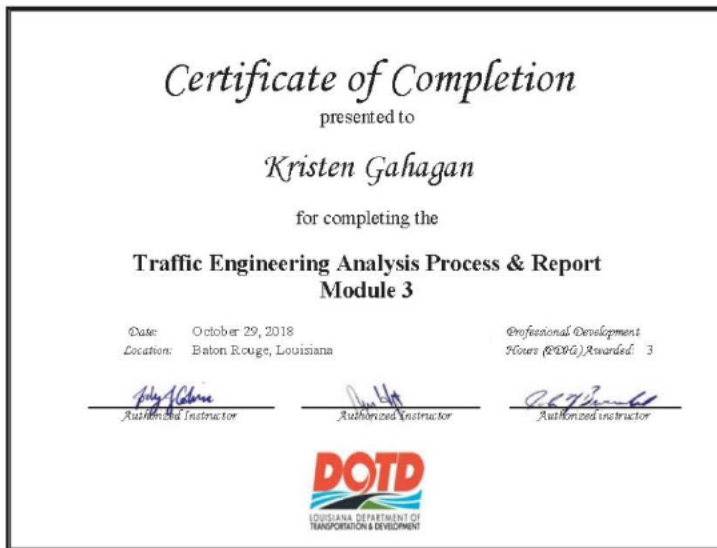 Certificate of Completion
presented to
Kristen Gahagan
for completing the
Traffic Engineering Analysis Process & Report
Module 3
Date: October 29, 2018
Location: Baton Rouge, Louisiana
Professional Development
Hours (PDHs) Awarded: 3
Authorized Instructor
Authorized Instructor
Authorized instructor
DOTD
LOUISIANA DEPARTMENT OF
TRANSPORTATION & DEVELOPMENT